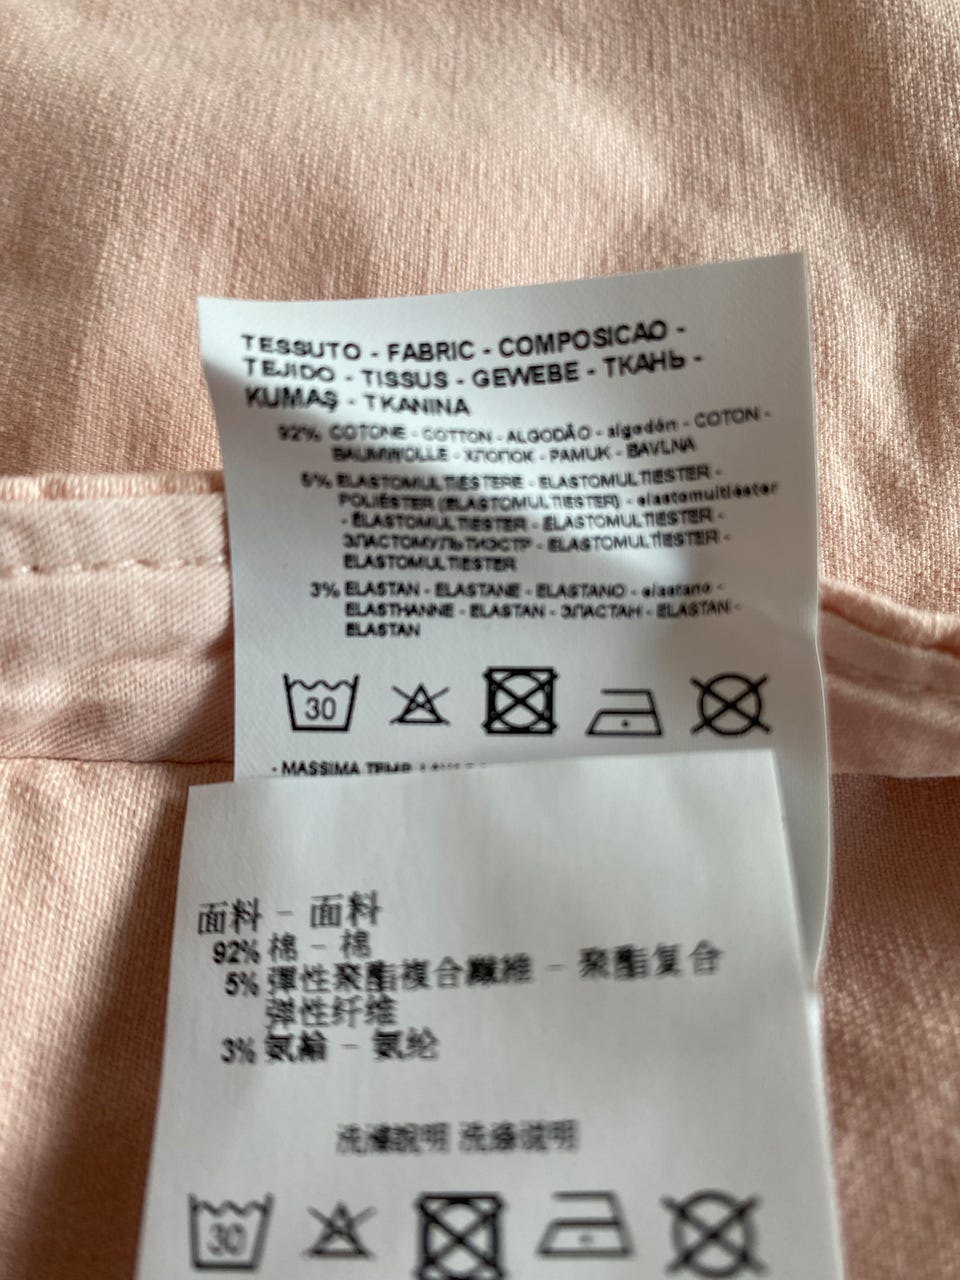 TESSUTO - FABRIC - COMPOSICAO -
TEJIDO - TISSUS - GEWEBE - ТКАНЬ -
KUMAŞ - TKANINA
92% COTONE - COTTON - ALGODÃO - algodón - COTON -
BAUMWOLLE - ХЛОПОК - PAMUK - BAVLNA
5% ELASTOMULTIESTERE - ELASTOMULTIESTER -
POLIÉSTER (ELASTOMULTIESTER) - elastomultiéster
- ÉLASTOMULTIESTER - ELASTOMULTIESTER -
ЭЛАСТОМУЛЬТИЭСТР - ELASTOMULTIESTER -
ELASTOMULTIESTER
3% ELASTAN - ELASTANE - ELASTANO - elastano -
ELASTHANNE - ELASTAN - ЭЛАСТАН - ELASTAN -
ELASTAN
30
• MASSIMA TEMP.
面料 - 面料
92% 棉 - 棉
5% 彈性聚酯複合纖維 - 聚酯复合
弹性纤维
3% 氨綸 - 氨纶
洗滌說明 洗涤说明
30